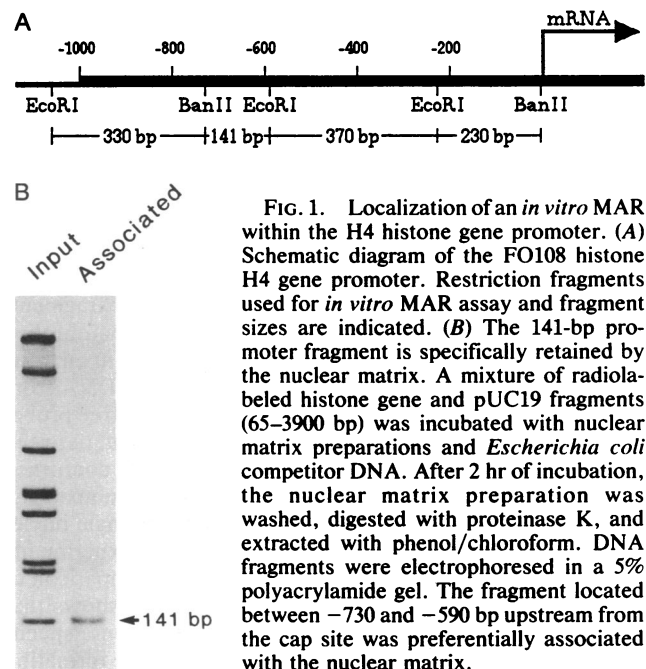 A
mRNA
-1000 -800 -600 -400 -200
EcoRI BanII EcoRI EcoRI BanII
330 bp 141 bp 370 bp 230 bp
B
Input Associated
141 bp
FIG. 1. Localization of an in vitro MAR
within the H4 histone gene promoter. (A)
Schematic diagram of the FO108 histone
H4 gene promoter. Restriction fragments
used for in vitro MAR assay and fragment
sizes are indicated. (B) The 141-bp pro-
moter fragment is specifically retained by
the nuclear matrix. A mixture of radiola-
beled histone gene and pUC19 fragments
(65–3900 bp) was incubated with nuclear
matrix preparations and Escherichia coli
competitor DNA. After 2 hr of incubation,
the nuclear matrix preparation was
washed, digested with proteinase K, and
extracted with phenol/chloroform. DNA
fragments were electrophoresed in a 5%
polyacrylamide gel. The fragment located
between −730 and −590 bp upstream from
the cap site was preferentially associated
with the nuclear matrix.